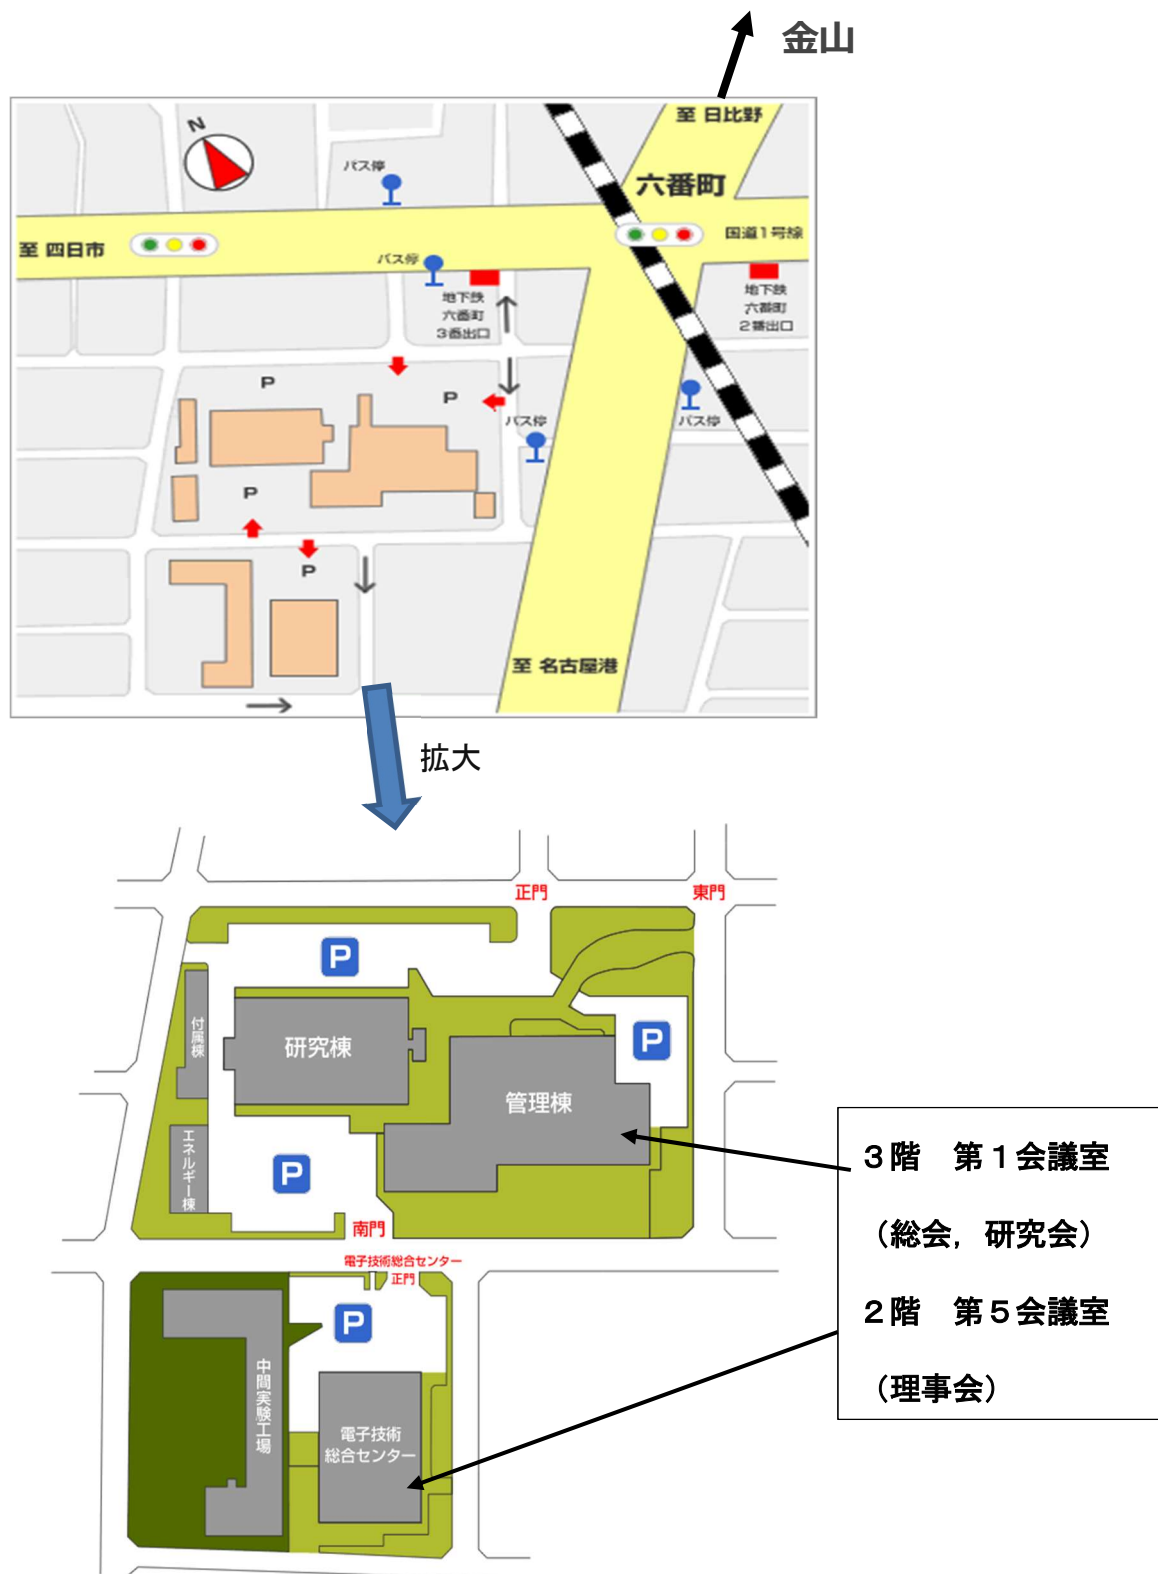 金山
至 日比野
N
バス停
六番町
国道1号線
至 四日市
バス停
地下鉄
六番町
3番出口
地下鉄
六番町
2番出口
P
P
バス停
バス停
P
P
至 名古屋港
拡大
正門
東門
P
付属棟
研究棟
P
管理棟
エネルギー棟
P
南門
電子技術総合センター
正門
P
中間実験工場
電子技術
総合センター
3階　第1会議室
（総会，研究会）
2階　第5会議室
（理事会）